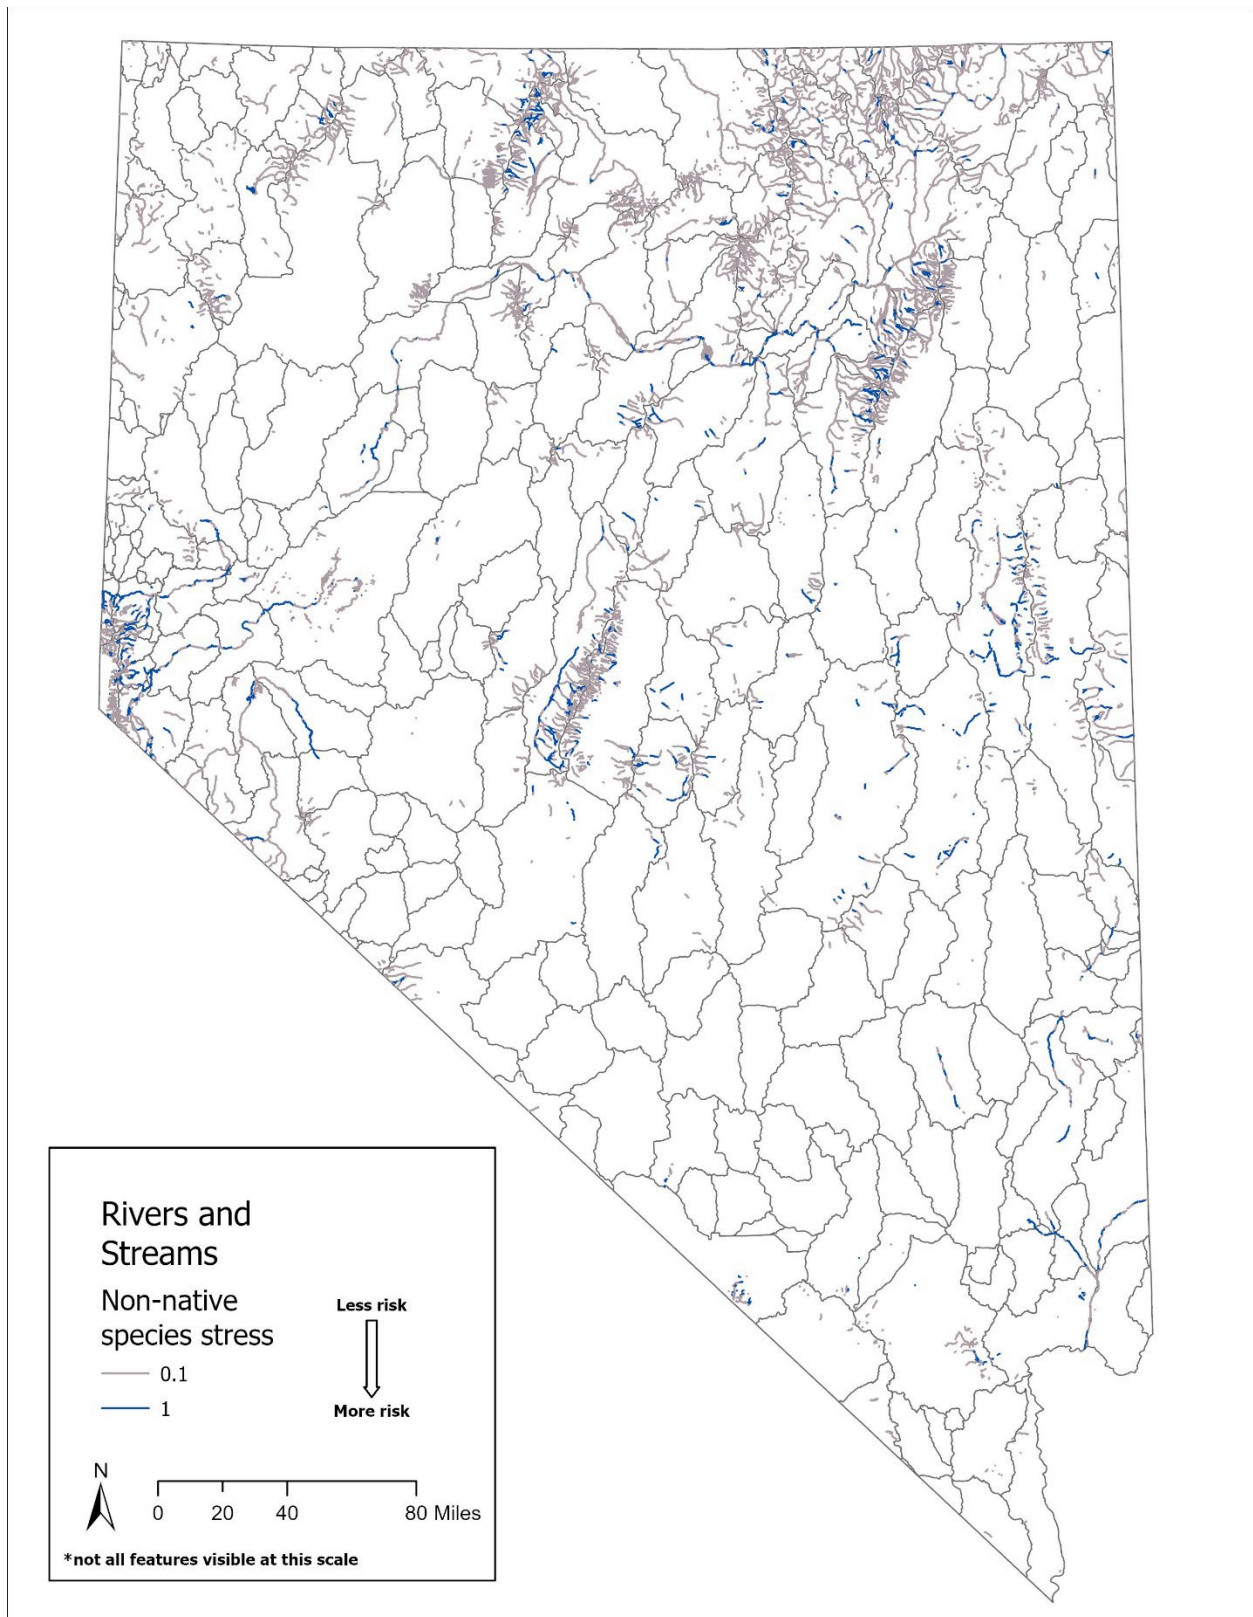 Rivers and
Streams
Non-native
species stress
0.1
1
Less risk
More risk
N
0 20 40 80 Miles
*not all features visible at this scale